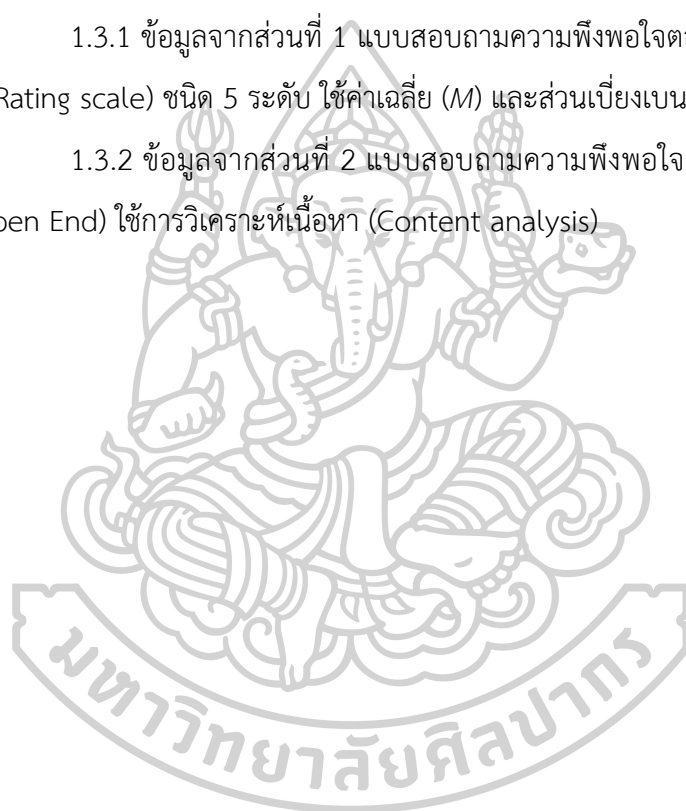 1.3.1 ข้อมูลจากส่วนที่ 1 แบบสอบถามความพึงพอใจต
Rating scale) ชนิด 5 ระดับ ใช้ค่าเฉลี่ย (M) และส่วนเบี่ยงเบน
1.3.2 ข้อมูลจากส่วนที่ 2 แบบสอบถามความพึงพอใจ
pen End) ใช้การวิเคราะห์เนื้อหา (Content analysis)
มหาวิทยาลัยศิลปากร